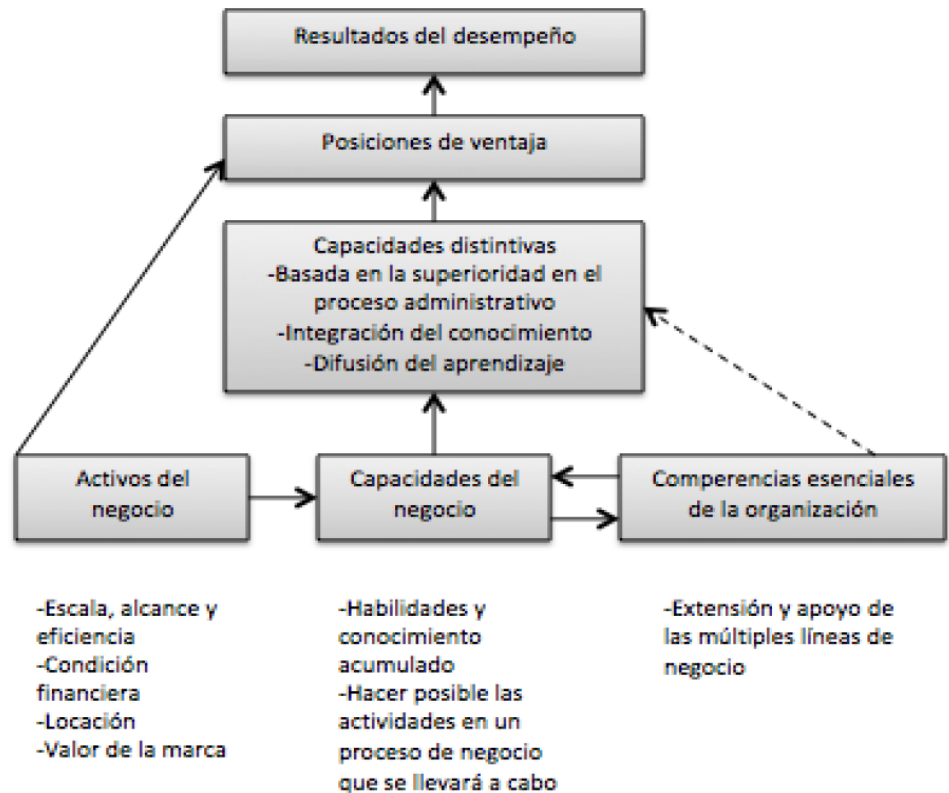 Resultados del desempeño
Posiciones de ventaja
Capacidades distintivas
-Basada en la superioridad en el
proceso administrativo
-Integración del conocimiento
-Difusión del aprendizaje
Activos del
negocio
Capacidades del
negocio
Comperencias esenciales
de la organización
-Escala, alcance y
eficiencia
-Condición
financiera
-Locación
-Valor de la marca
-Habilidades y
conocimiento
acumulado
-Hacer posible las
actividades en un
proceso de negocio
que se llevará a cabo
-Extensión y apoyo de
las múltiples líneas de
negocio